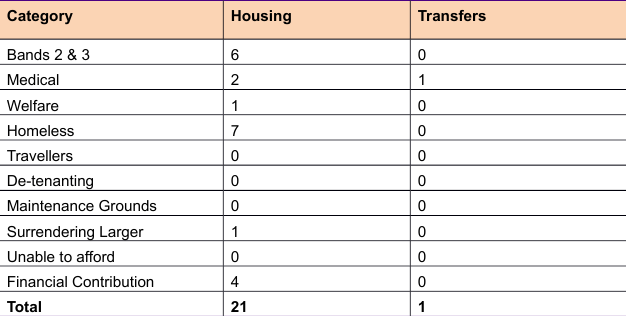 Category Housing Transfers
Bands 2 & 3 6 0
Medical 2 1
Welfare 1 0
Homeless 7 0
Travellers 0 0
De-tenanting 0 0
Maintenance Grounds 0 0
Surrendering Larger 1 0
Unable to afford 0 0
Financial Contribution 4 0
Total 21 1